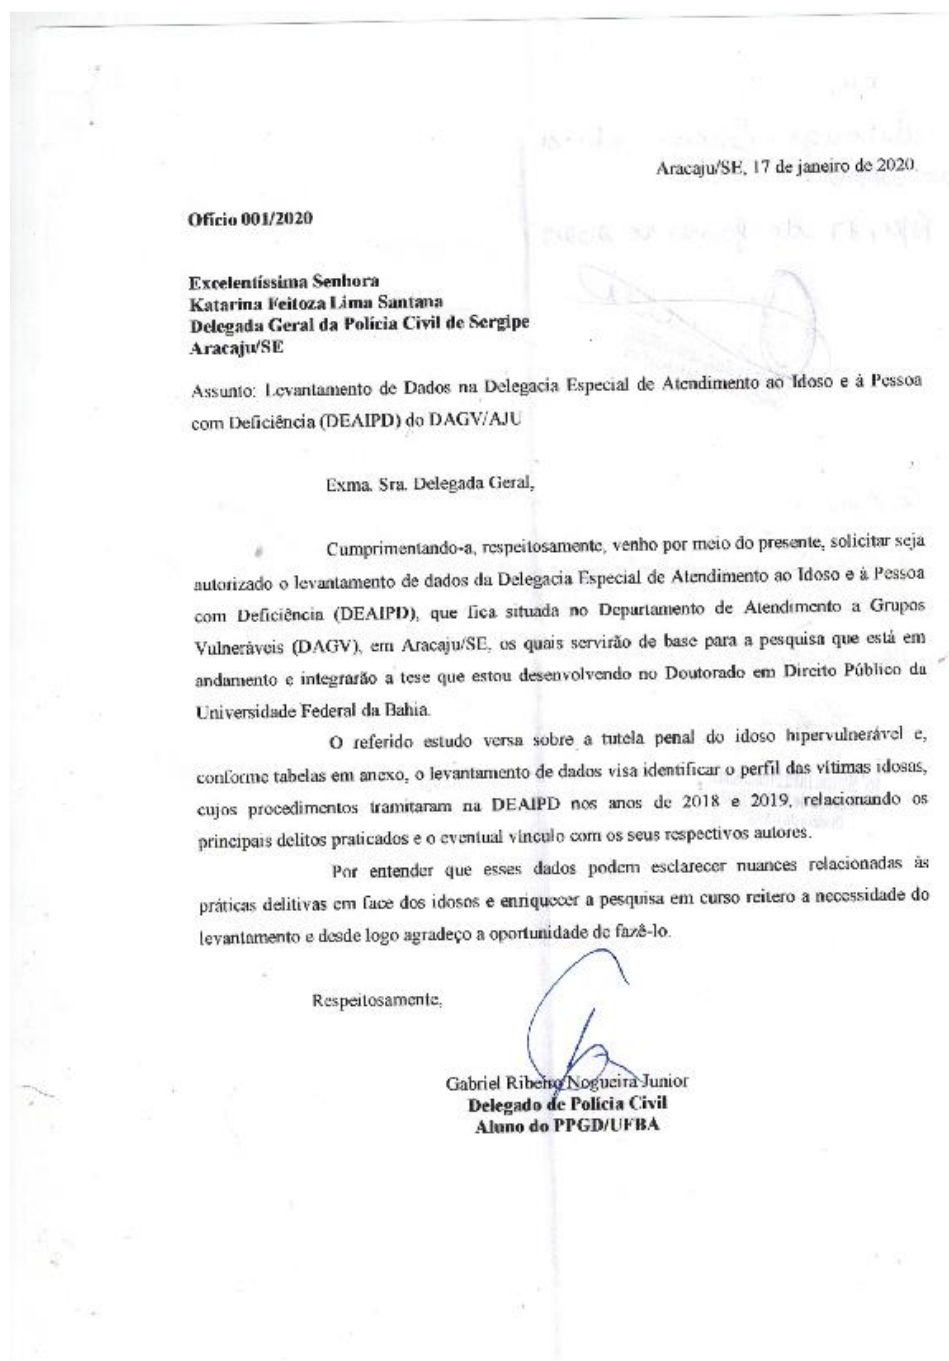 Aracaju/SE, 17 de janeiro de 2020.
Ofício 001/2020
Excelentíssima Senhora
Katarina Feitoza Lima Santana
Delegada Geral da Polícia Civil de Sergipe
Aracaju/SE
Assunto: Levantamento de Dados na Delegacia Especial de Atendimento ao Idoso e à Pessoa
com Deficiência (DEAIPD) do DAGV/AJU
Exma. Sra. Delegada Geral,
Cumprimentando-a, respeitosamente, venho por meio do presente, solicitar seja
autorizado o levantamento de dados da Delegacia Especial de Atendimento ao Idoso e à Pessoa
com Deficiência (DEAIPD), que fica situada no Departamento de Atendimento a Grupos
Vulneráveis (DAGV), em Aracaju/SE, os quais servirão de base para a pesquisa que está em
andamento e integrarão a tese que estou desenvolvendo no Doutorado em Direito Público da
Universidade Federal da Bahia.
O referido estudo versa sobre a tutela penal do idoso hipervulnerável e,
conforme tabelas em anexo, o levantamento de dados visa identificar o perfil das vítimas idosas,
cujos procedimentos tramitaram na DEAIPD nos anos de 2018 e 2019, relacionando os
principais delitos praticados e o eventual vínculo com os seus respectivos autores.
Por entender que esses dados podem esclarecer nuances relacionadas às
práticas delitivas em face dos idosos e enriquecer a pesquisa em curso reitero a necessidade do
levantamento e desde logo agradeço a oportunidade de fazê-lo.
Respeitosamente,
Gabriel Ribeiro Nogueira Junior
Delegado de Polícia Civil
Aluno do PPGD/UFBA